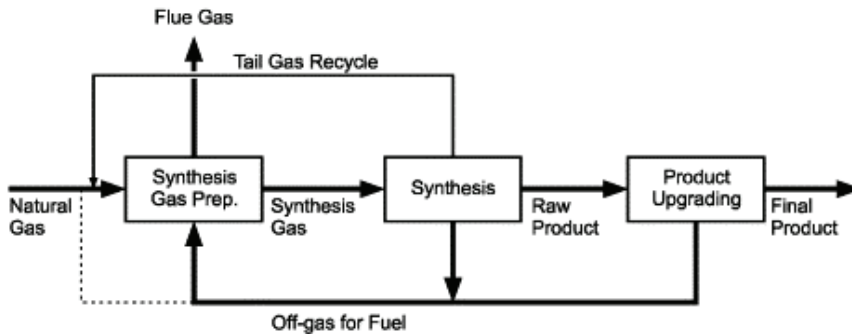 Flue Gas
Tail Gas Recycle
Synthesis
Gas Prep.
Synthesis
Product
Upgrading
Natural
Gas
Synthesis
Gas
Raw
Product
Final
Product
Off-gas for Fuel